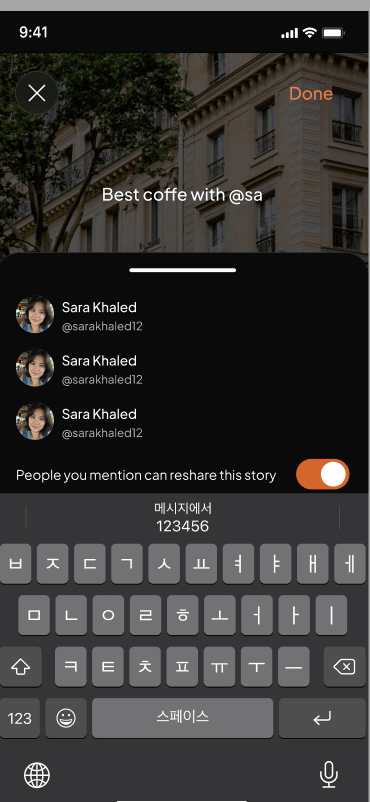 9:41
Done
Best coffe with @sa
Sara Khaled
@sarakhaled12
Sara Khaled
@sarakhaled12
Sara Khaled
@sarakhaled12
People you mention can reshare this story
메시지에서
123456
ㅂ ㅈ ㄷ ㄱ ㅅ ㅛ ㅕ ㅑ ㅐ ㅔ
ㅁ ㄴ ㅇ ㄹ ㅎ ㅗ ㅓ ㅏ ㅣ
ㅋ ㅌ ㅊ ㅍ ㅠ ㅜ ㅡ
123 스페이스